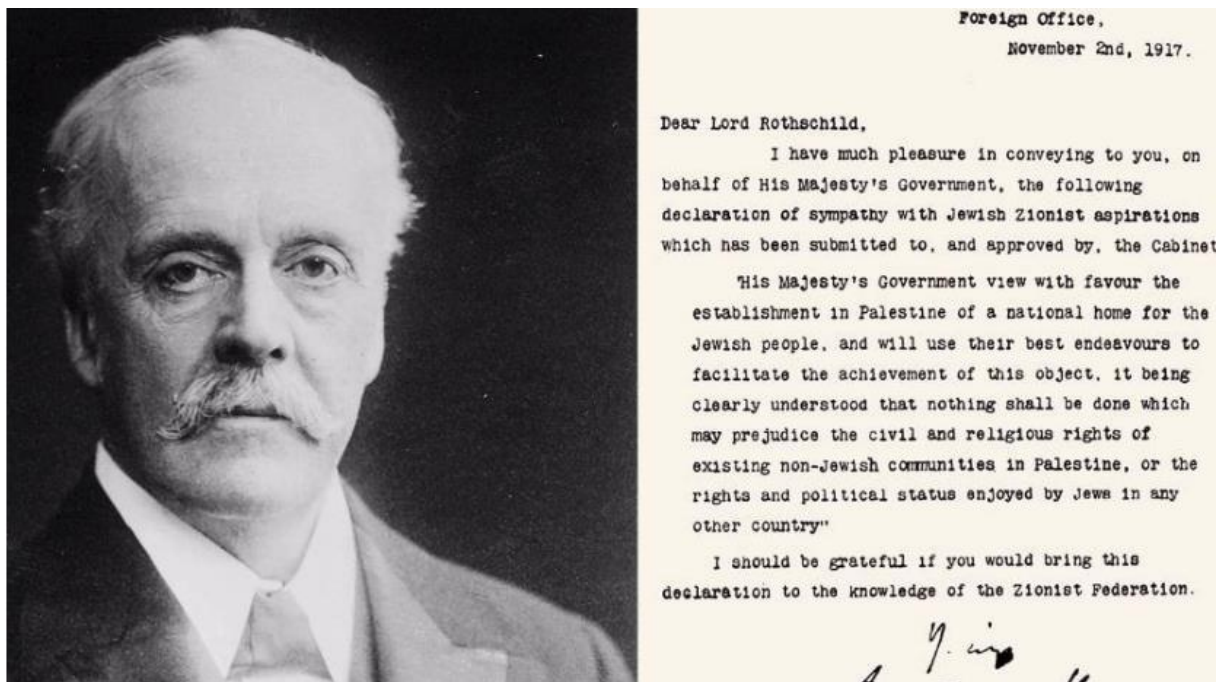 Foreign Office,
November 2nd, 1917.
Dear Lord Rothschild,
I have much pleasure in conveying to you, on
behalf of His Majesty's Government, the following
declaration of sympathy with Jewish Zionist aspirations
which has been submitted to, and approved by, the Cabinet
"His Majesty's Government view with favour the
establishment in Palestine of a national home for the
Jewish people, and will use their best endeavours to
facilitate the achievement of this object, it being
clearly understood that nothing shall be done which
may prejudice the civil and religious rights of
existing non-Jewish communities in Palestine, or the
rights and political status enjoyed by Jews in any
other country"
I should be grateful if you would bring this
declaration to the knowledge of the Zionist Federation.